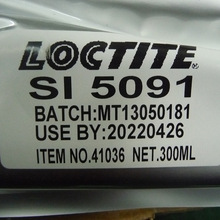 LOCTITE
SI 5091
BATCH:MT13050181
USE BY:20220426
ITEM NO.41036 NET.300ML